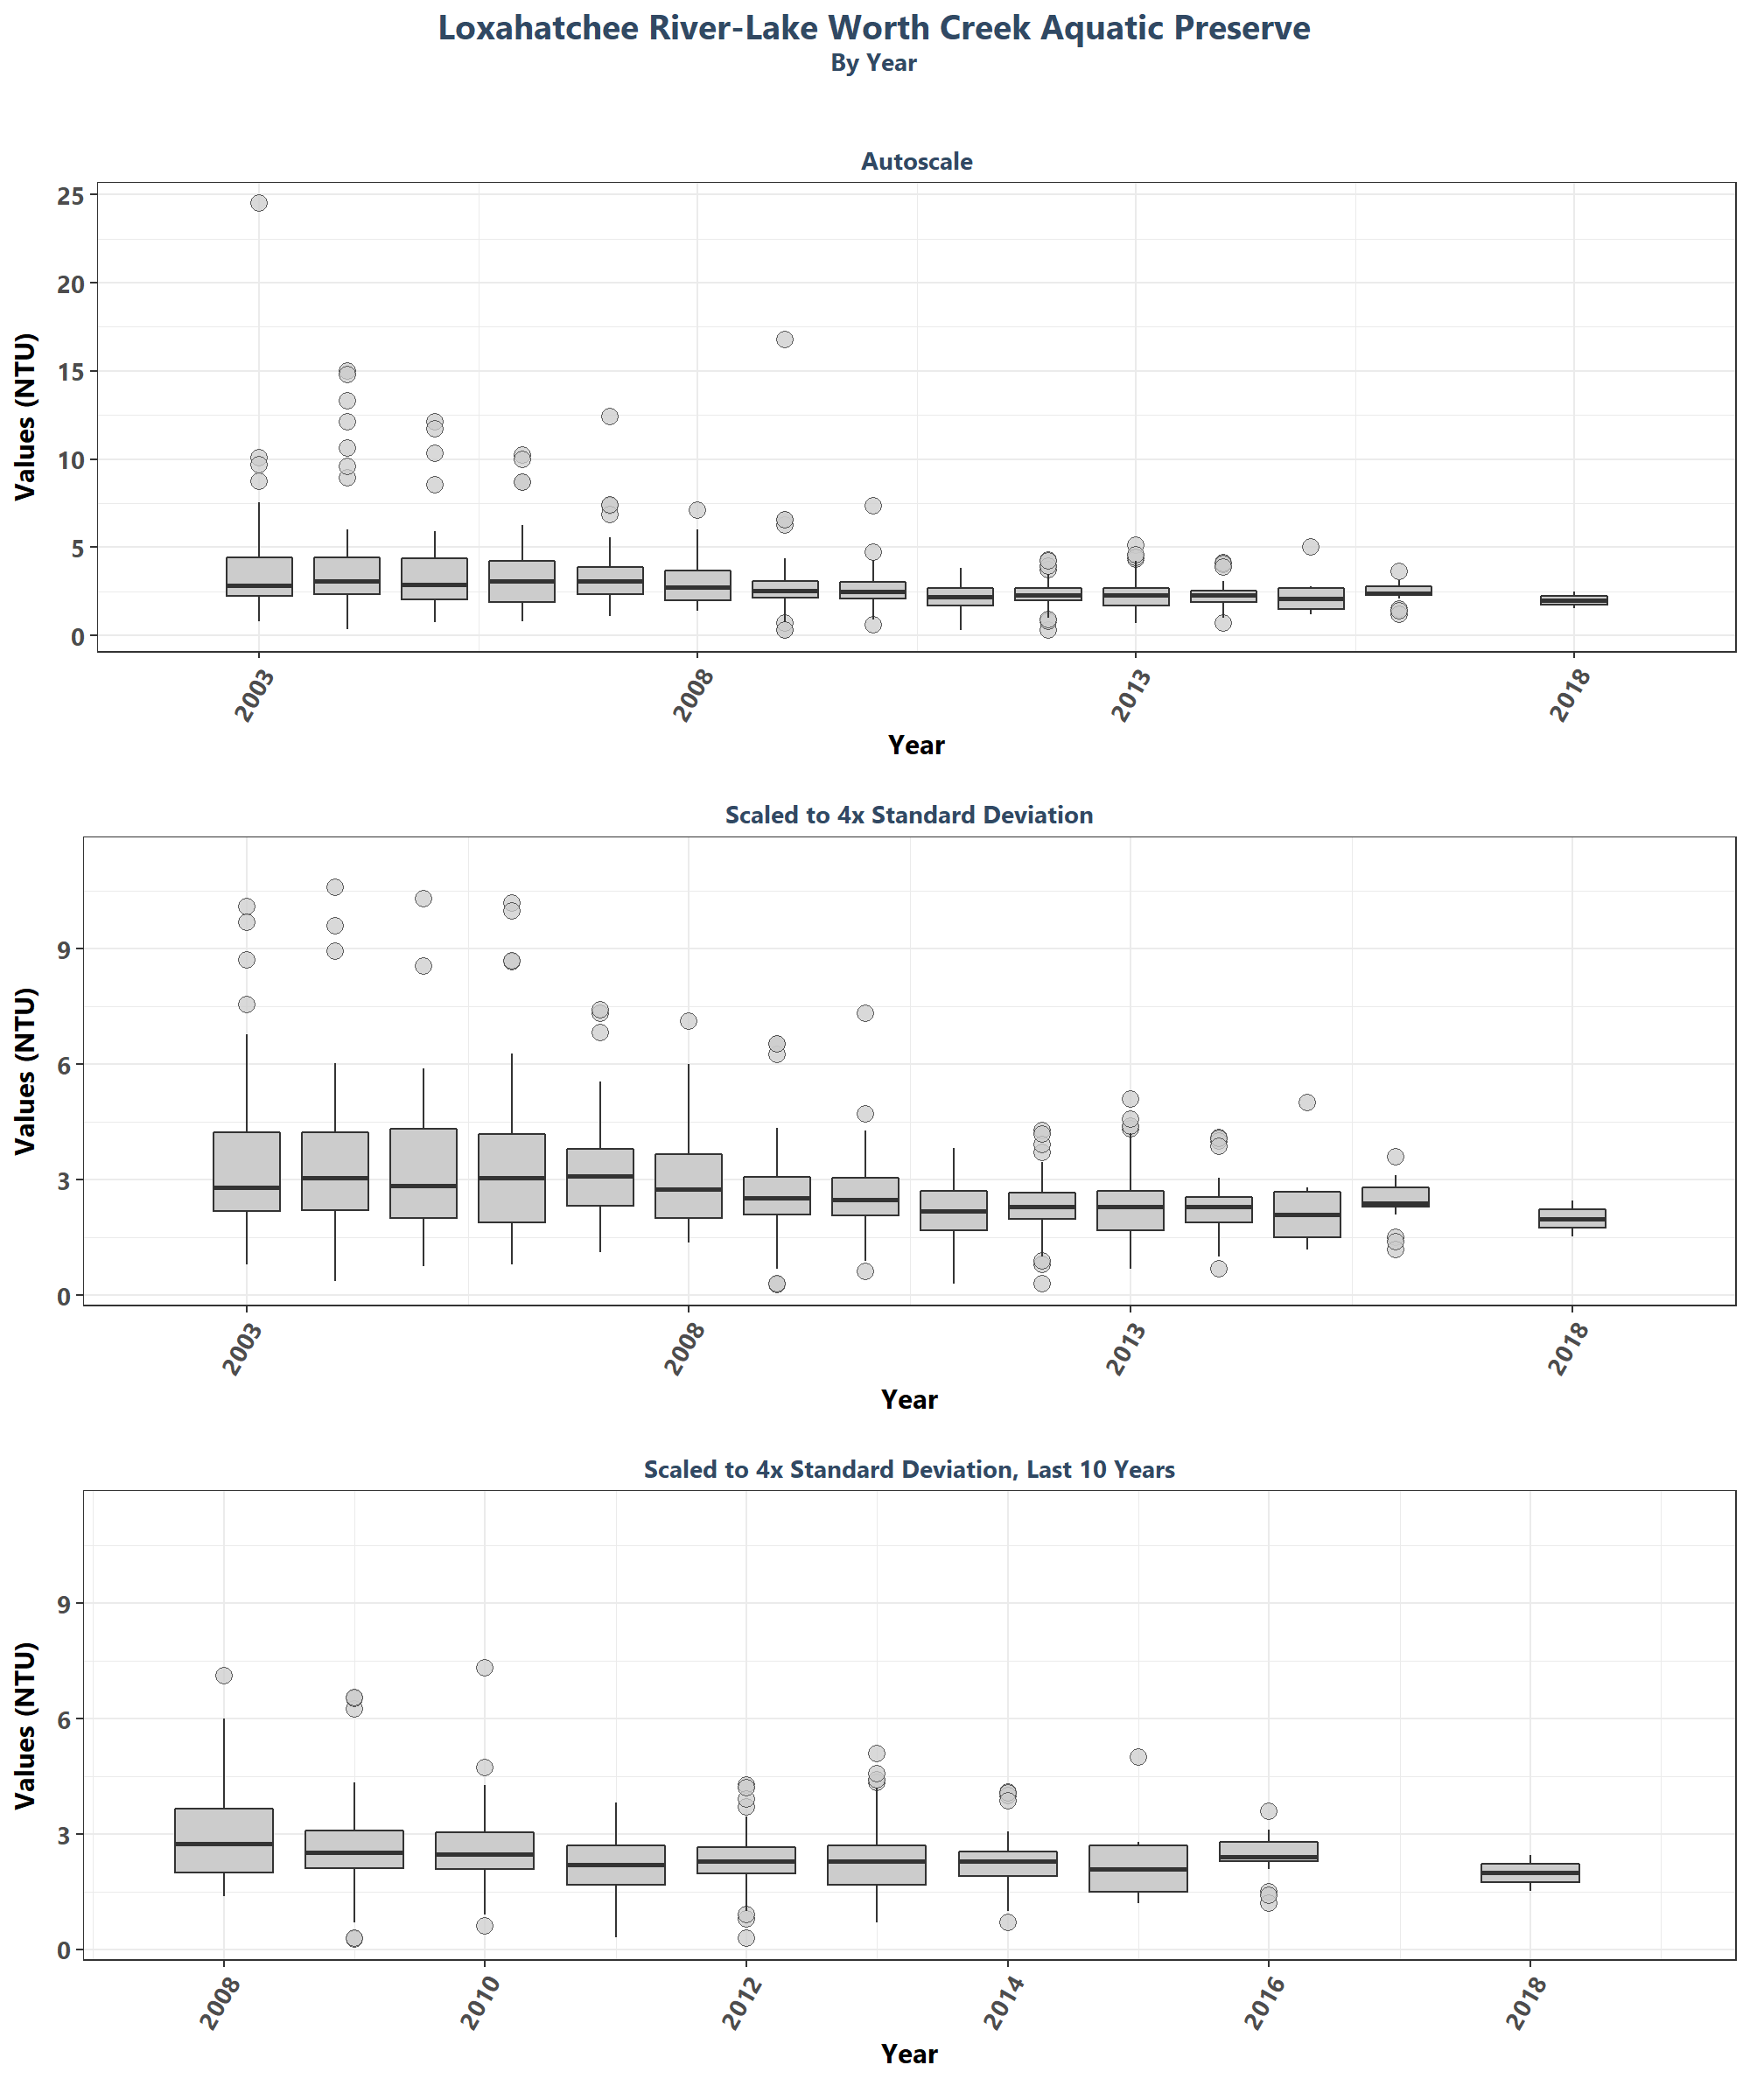 Loxahatchee River-Lake Worth Creek Aquatic Preserve
By Year
Autoscale
25
20
15
10
5
0
Values (NTU)
2003
2008
2013
2018
Year
Scaled to 4x Standard Deviation
9
6
3
0
Values (NTU)
2003
2008
2013
2018
Year
Scaled to 4x Standard Deviation, Last 10 Years
9
6
3
0
Values (NTU)
2008
2010
2012
2014
2016
2018
Year